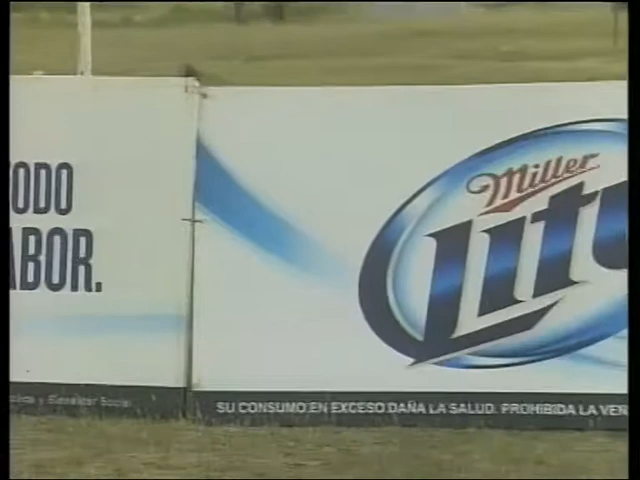 ODO
ABOR.
Miller
Lite
SU CONSUMO EN EXCESO DAÑA LA SALUD. PROHIBIDA LA VEN